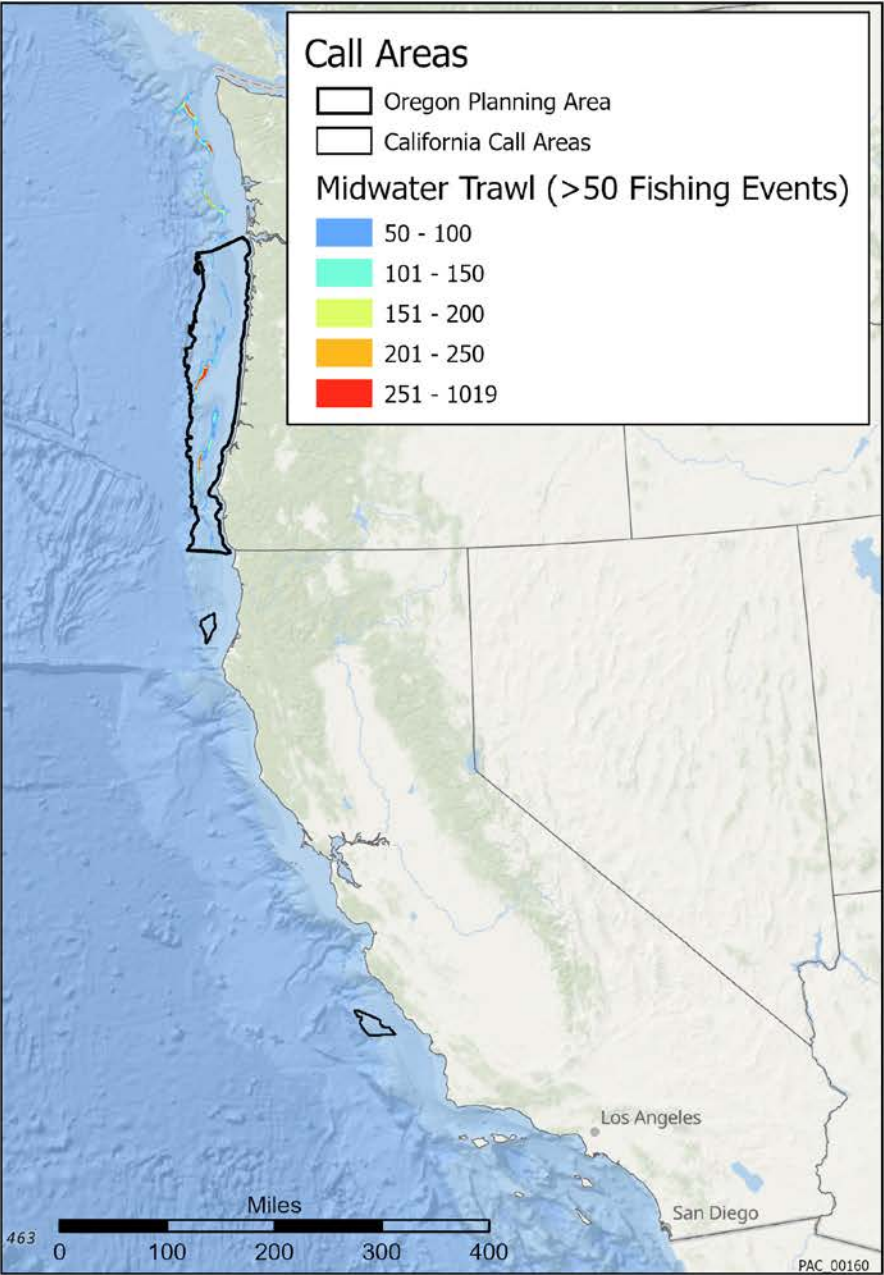 Call Areas
Oregon Planning Area
California Call Areas
Midwater Trawl (>50 Fishing Events)
50 - 100
101 - 150
151 - 200
201 - 250
251 - 1019
Los Angeles
San Diego
Miles
463
0 100 200 300 400
PAC_00160